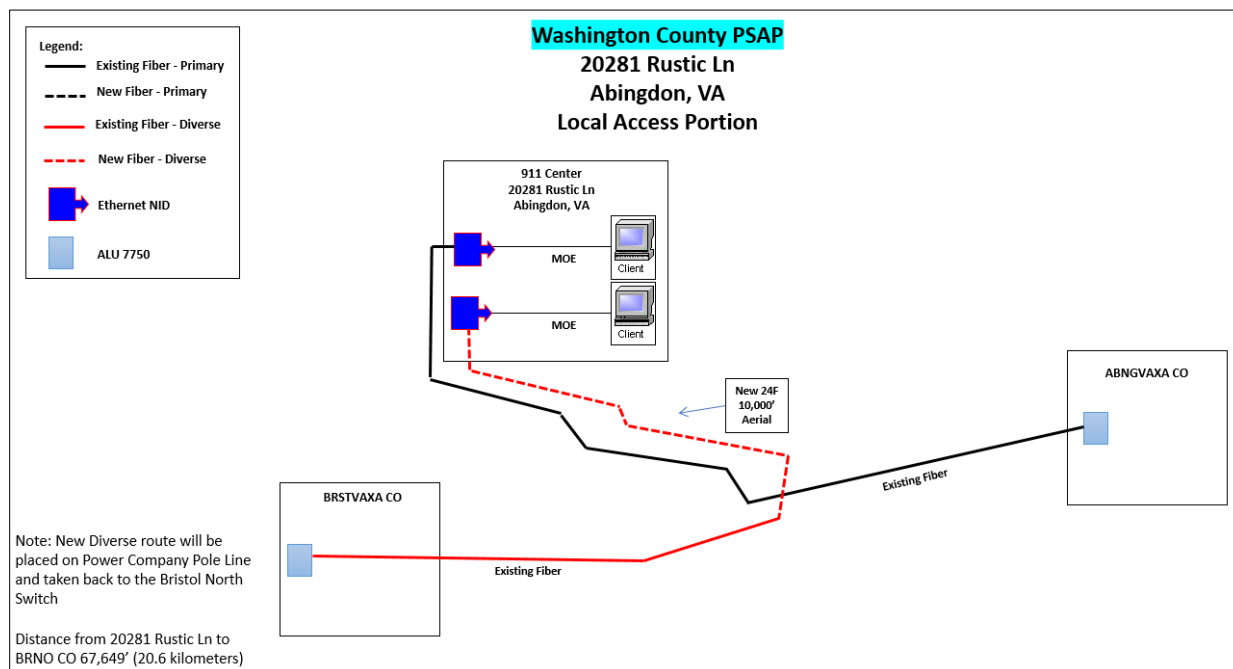 Washington County PSAP
20281 Rustic Ln
Abingdon, VA
Local Access Portion
Legend:
Existing Fiber - Primary
New Fiber - Primary
Existing Fiber - Diverse
New Fiber - Diverse
Ethernet NID
ALU 7750
911 Center
20281 Rustic Ln
Abingdon, VA
MOE
Client
MOE
Client
New 24F
10,000'
Aerial
ABNGVAXA CO
Existing Fiber
BRSTVAXA CO
Existing Fiber
Note: New Diverse route will be
placed on Power Company Pole Line
and taken back to the Bristol North
Switch
Distance from 20281 Rustic Ln to
BRNO CO 67,649' (20.6 kilometers)